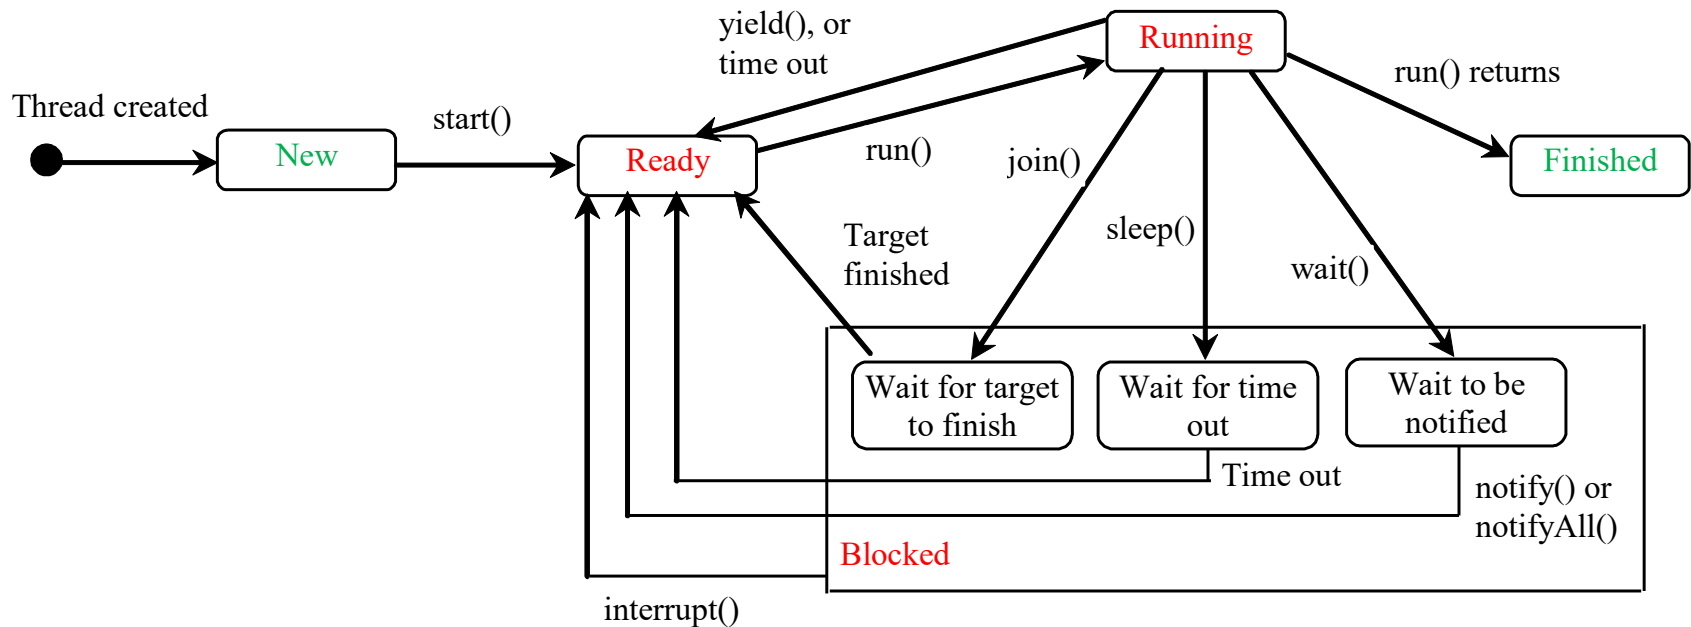 yield(), or
time out
Running
run() returns
Thread created
start()
New
Ready
run()
join()
Finished
sleep()
Target
finished
wait()
Wait for target
to finish
Wait for time
out
Wait to be
notified
Time out
notify() or
notifyAll()
Blocked
interrupt()